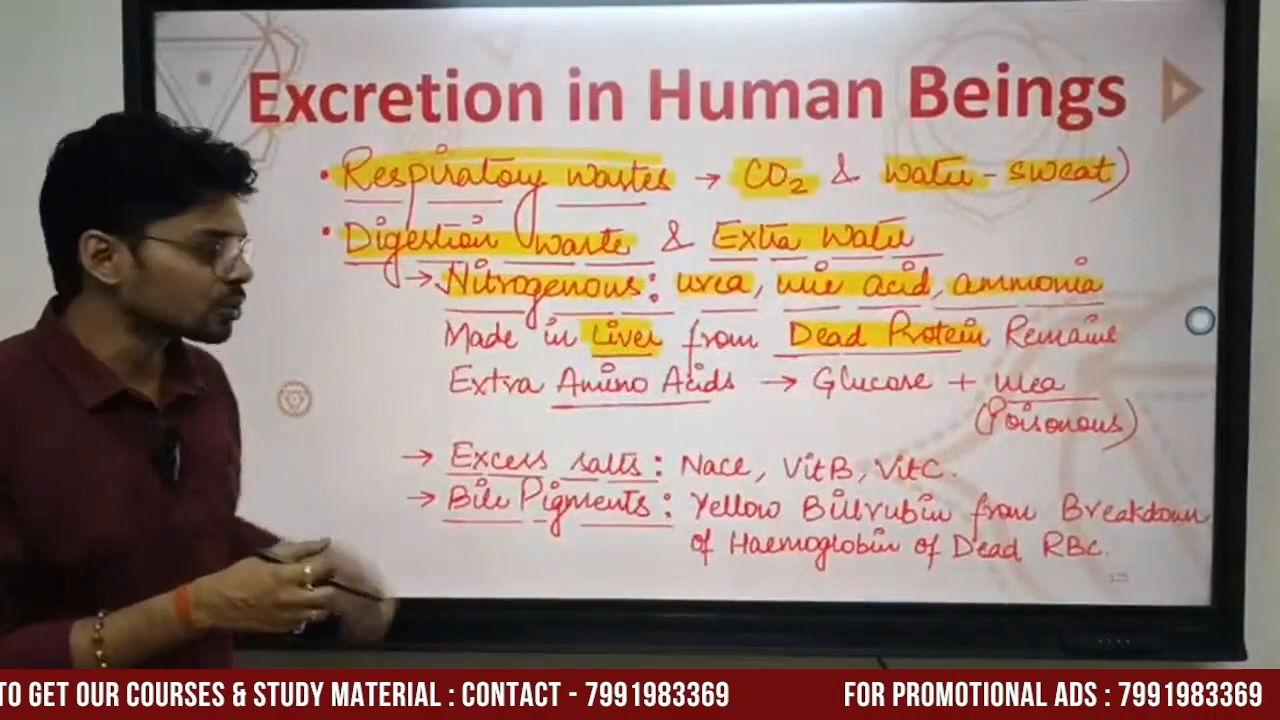 Excretion in Human Beings
• Respiratory wastes → CO2 & water - sweat)
• Digestion waste & Extra water
→ Nitrogenous: urea, uric acid, ammonia
Made in Liver from Dead Protein Remains
Extra Amino Acids → Glucose + urea
(Poisonous)
→ Excess salts: Nacl, VitB, VitC.
→ Bile Pigments: Yellow Bilirubin from Breakdown
of Haemoglobin of Dead RBC.
TO GET OUR COURSES & STUDY MATERIAL : CONTACT - 7991983369 FOR PROMOTIONAL ADS : 7991983369